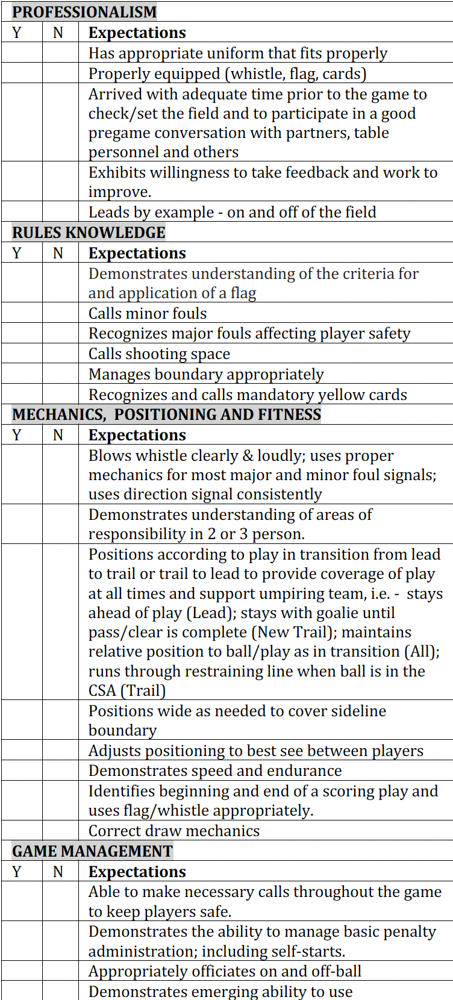 PROFESSIONALISM
Y N Expectations
Has appropriate uniform that fits properly
Properly equipped (whistle, flag, cards)
Arrived with adequate time prior to the game to
check/set the field and to participate in a good
pregame conversation with partners, table
personnel and others
Exhibits willingness to take feedback and work to
improve.
Leads by example - on and off of the field
RULES KNOWLEDGE
Y N Expectations
Demonstrates understanding of the criteria for
and application of a flag
Calls minor fouls
Recognizes major fouls affecting player safety
Calls shooting space
Manages boundary appropriately
Recognizes and calls mandatory yellow cards
MECHANICS,  POSITIONING AND FITNESS
Y N Expectations
Blows whistle clearly & loudly; uses proper
mechanics for most major and minor foul signals;
uses direction signal consistently
Demonstrates understanding of areas of
responsibility in 2 or 3 person.
Positions according to play in transition from lead
to trail or trail to lead to provide coverage of play
at all times and support umpiring team, i.e. -  stays
ahead of play (Lead); stays with goalie until
pass/clear is complete (New Trail); maintains
relative position to ball/play as in transition (All);
runs through restraining line when ball is in the
CSA (Trail)
Positions wide as needed to cover sideline
boundary
Adjusts positioning to best see between players
Demonstrates speed and endurance
Identifies beginning and end of a scoring play and
uses flag/whistle appropriately.
Correct draw mechanics
GAME MANAGEMENT
Y N Expectations
Able to make necessary calls throughout the game
to keep players safe.
Demonstrates the ability to manage basic penalty
administration; including self-starts.
Appropriately officiates on and off-ball
Demonstrates emerging ability to use